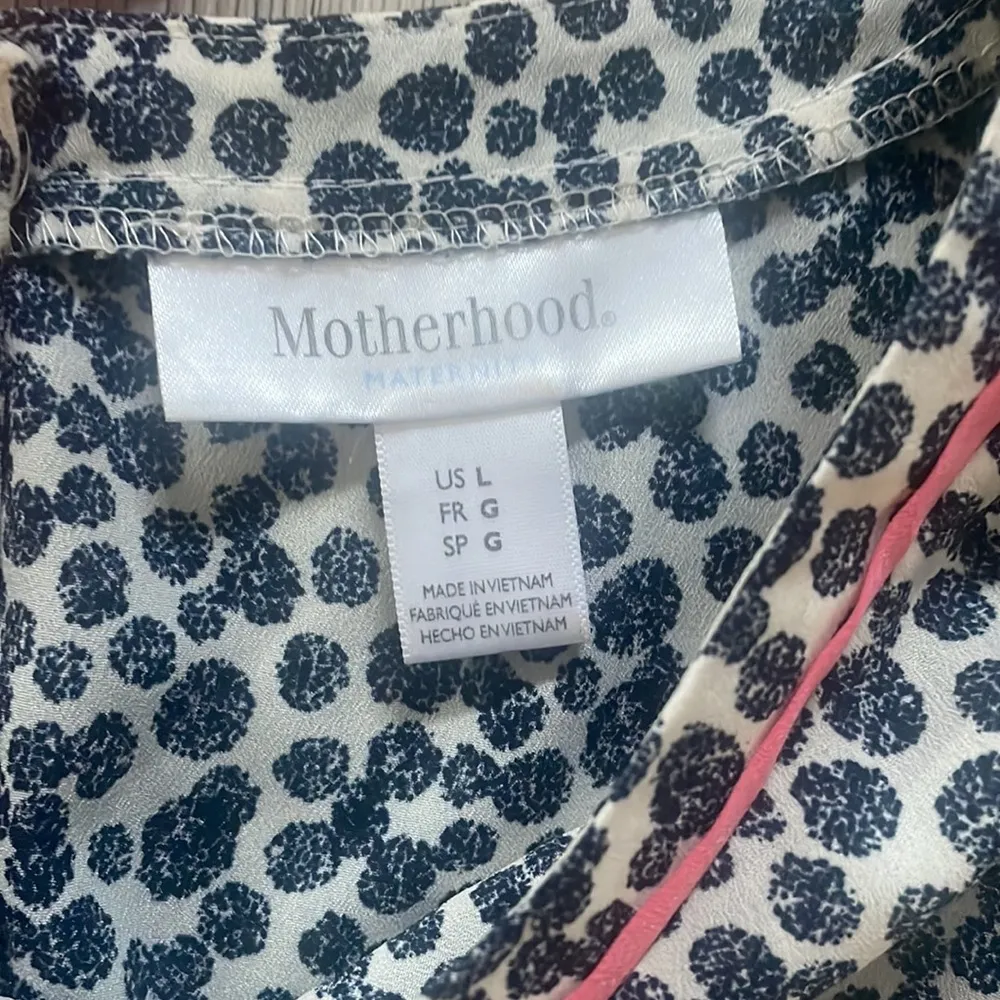 Motherhood®
MATERNITY
US L
FR G
SP G
MADE IN VIETNAM
FABRIQUÉ EN VIETNAM
HECHO EN VIETNAM